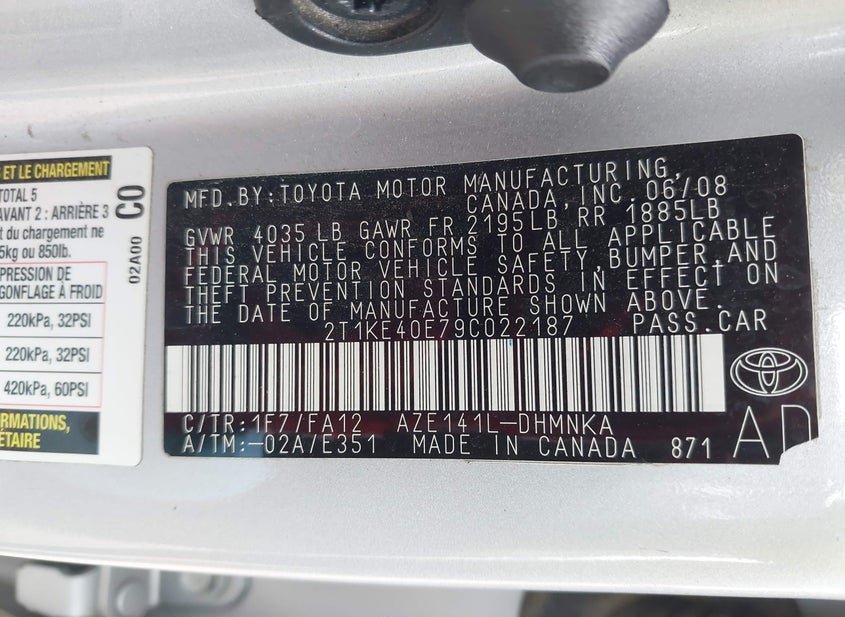 ET LE CHARGEMENT
TOTAL 5
AVANT 2 : ARRIÈRE 3
t du chargement ne
5kg ou 850lb.
PRESSION DE
GONFLAGE À FROID
220kPa, 32PSI
220kPa, 32PSI
420kPa, 60PSI
02A00 C0
MFD.BY:TOYOTA MOTOR MANUFACTURING,
CANADA, INC. 06/08
GVWR 4035 LB GAWR FR 2195LB, RR 1885LB
THIS VEHICLE CONFORMS TO ALL APPLICABLE
FEDERAL MOTOR VEHICLE SAFETY, BUMPER, AND
THEFT PREVENTION STANDARDS IN EFFECT ON
THE DATE OF MANUFACTURE SHOWN ABOVE.
2T1KE40E79C022187 PASS.CAR
C/TR:1F7/FA12 AZE141L-DHMNKA
A/TM:-02A/E351 MADE IN CANADA 871